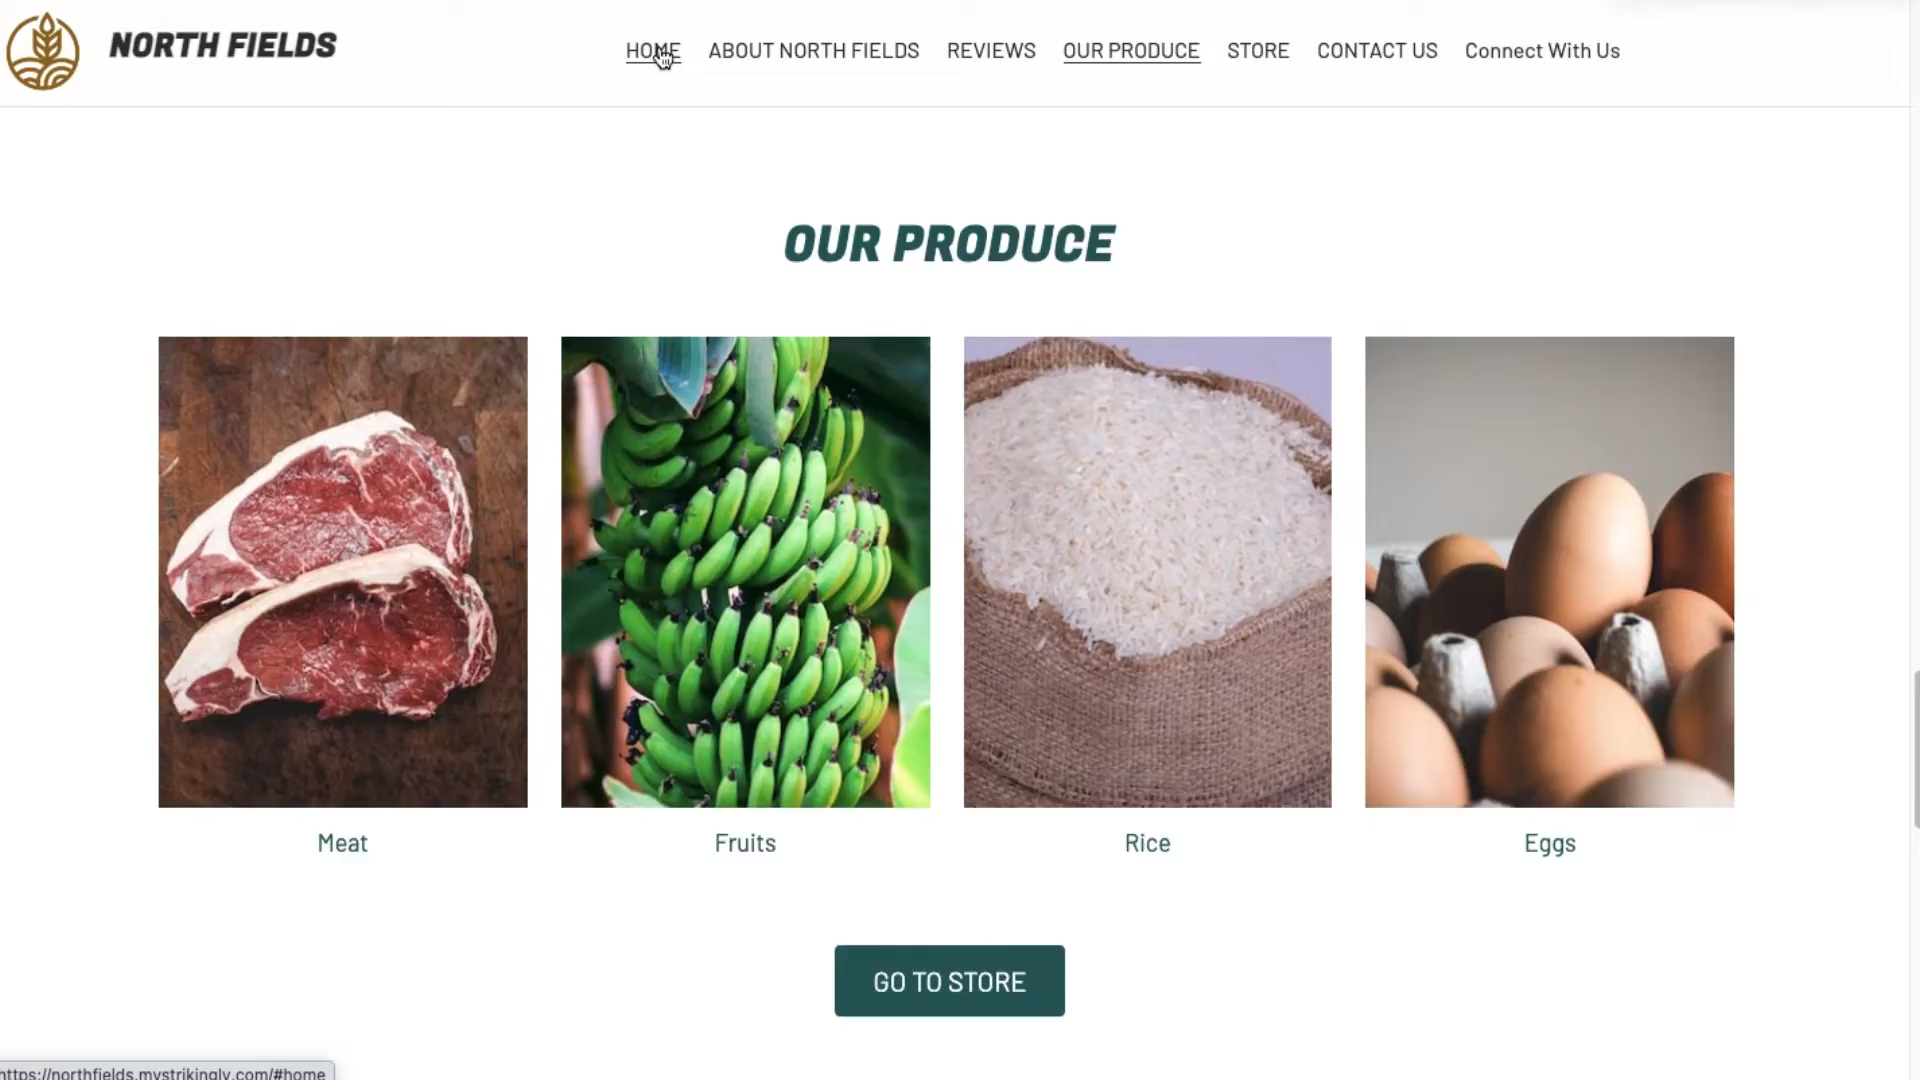 NORTH FIELDS
HOME ABOUT NORTH FIELDS REVIEWS OUR PRODUCE STORE CONTACT US Connect With Us
OUR PRODUCE
Meat Fruits Rice Eggs
GO TO STORE
https://northfields.mystrikingly.com/#home